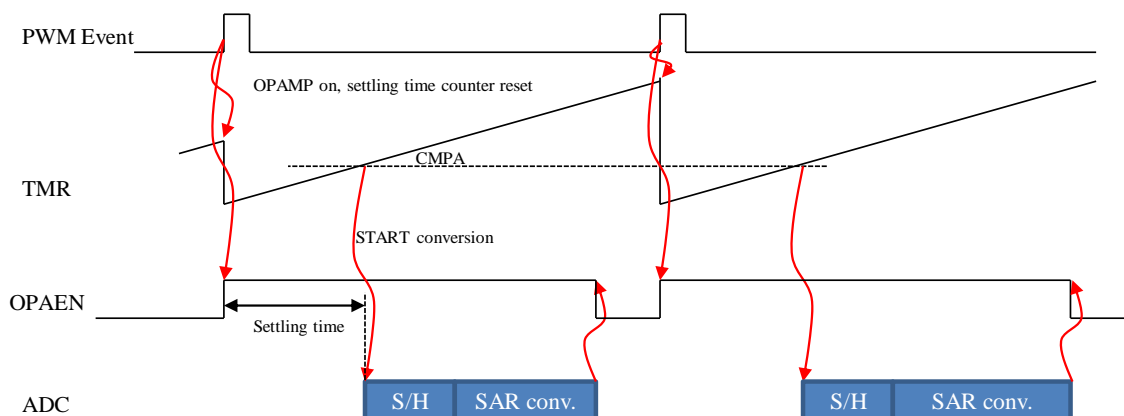 PWM Event
OPAMP on, settling time counter reset
CMPA
TMR
START conversion
OPAEN
Settling time
S/H
SAR conv.
S/H
SAR conv.
ADC